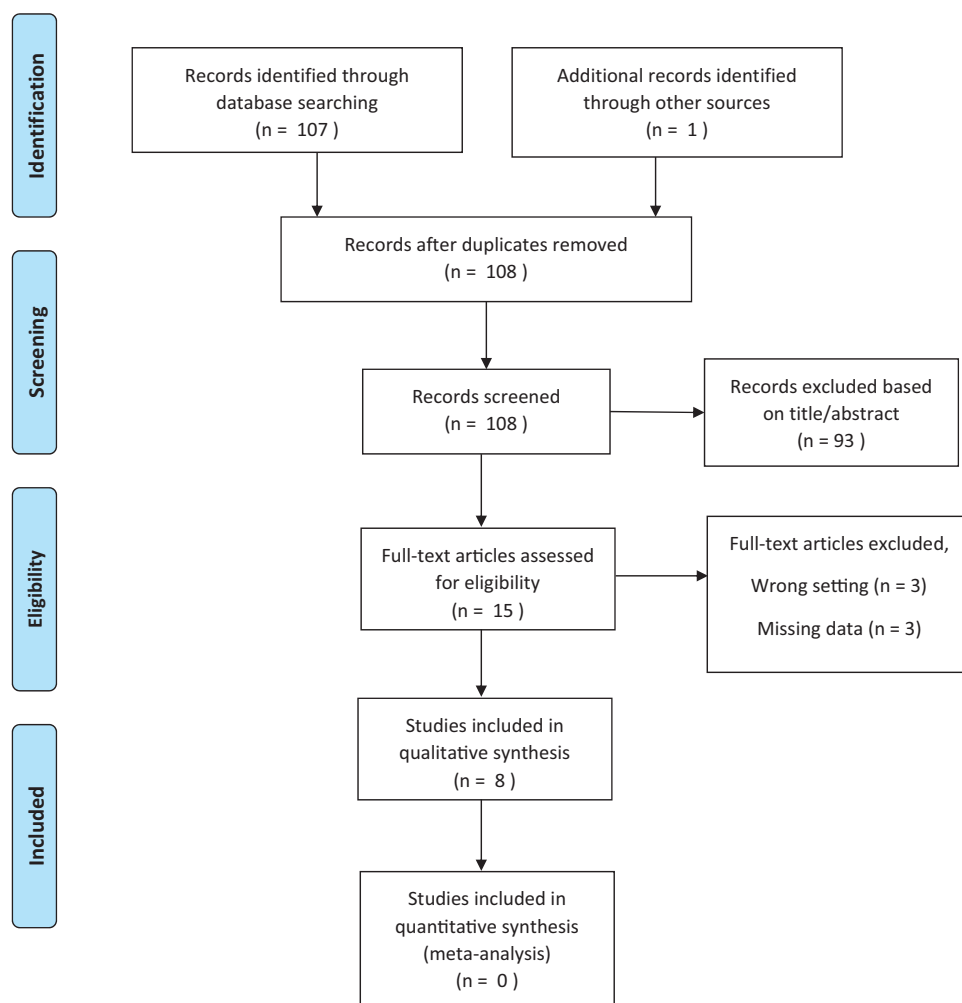 Identification
Records identified through
database searching
(n = 107 )
Additional records identified
through other sources
(n = 1 )
Records after duplicates removed
(n = 108 )
Screening
Records screened
(n = 108 )
Records excluded based
on title/abstract
(n = 93 )
Eligibility
Full-text articles assessed
for eligibility
(n = 15 )
Full-text articles excluded,
Wrong setting (n = 3)
Missing data (n = 3)
Included
Studies included in
qualitative synthesis
(n = 8 )
Studies included in
quantitative synthesis
(meta-analysis)
(n = 0 )